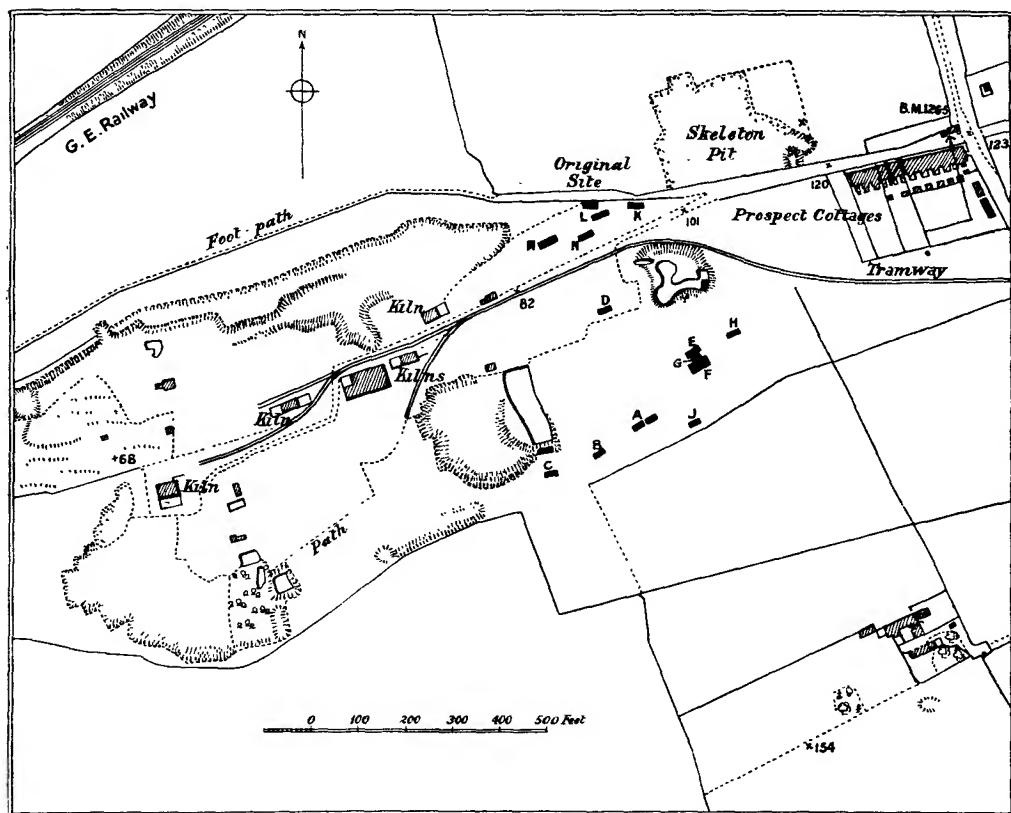 N
G. E. Railway
B.M.126.5
123
Skeleton
Pit
Original
Site
120
L
K
101
Prospect Cottages
Foot path
N
Tramway
82
D
Kiln
H
E
G
F
Kilns
Kiln
A
J
B
+68
C
Kiln
Path
0 100 200 300 400 500 Feet
154